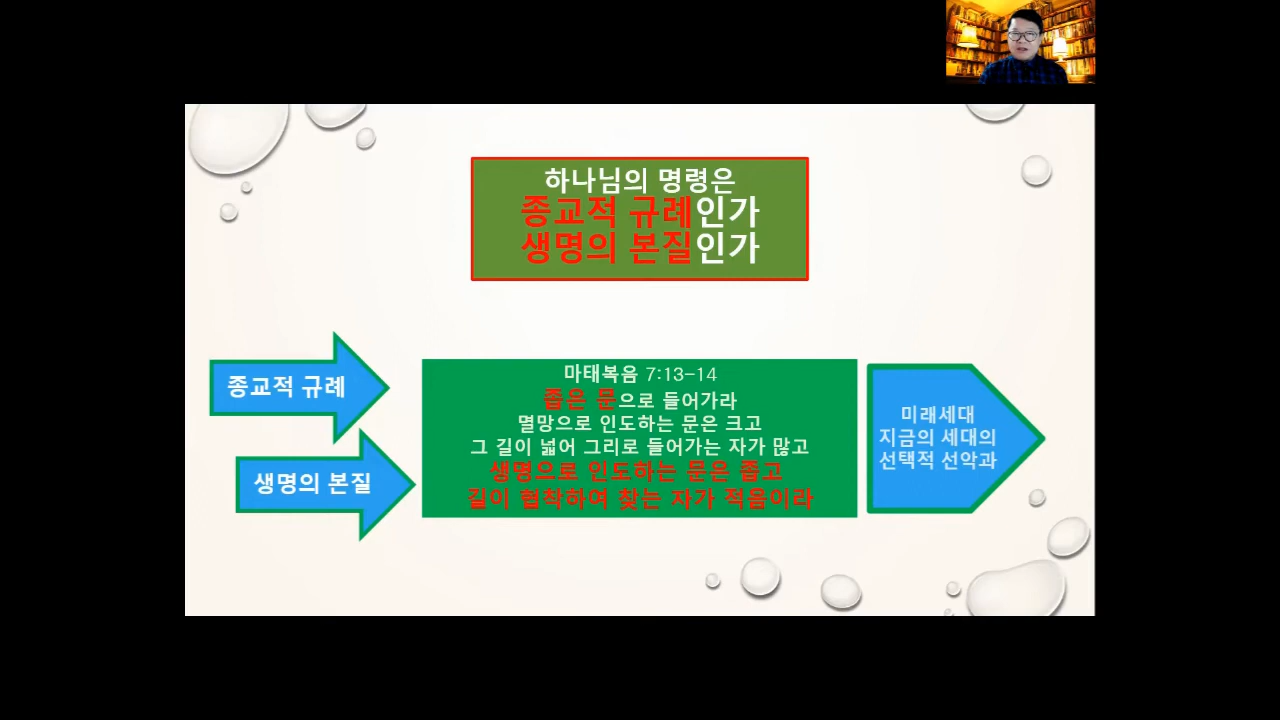 하나님의 명령은
종교적 규례인가
생명의 본질인가
종교적 규례
생명의 본질
마태복음 7:13-14
좁은 문으로 들어가라
멸망으로 인도하는 문은 크고
그 길이 넓어 그리로 들어가는 자가 많고
생명으로 인도하는 문은 좁고
길이 협착하여 찾는 자가 적음이라
미래세대
지금의 세대의
선택적 선악과